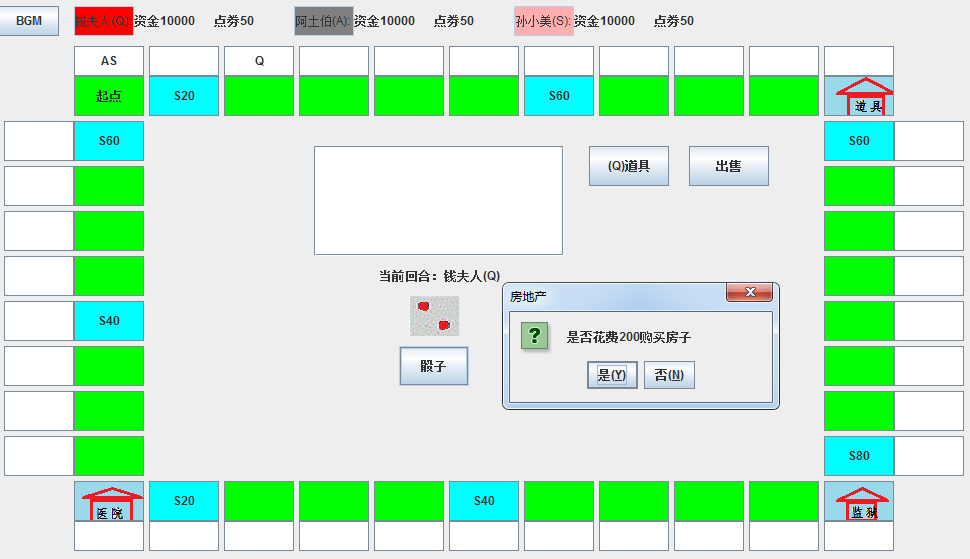 BGM 钱夫人(Q): 资金10000 点券50 阿土伯(A): 资金10000 点券50 孙小美(S): 资金10000 点券50
AS Q
起点 S20 S60 道具
S60 S60
(Q)道具 出售
当前回合：钱夫人(Q)
房地产
S40
是否花费200购买房子
骰子
是(Y) 否(N)
S80
医院 S20 S40 监狱